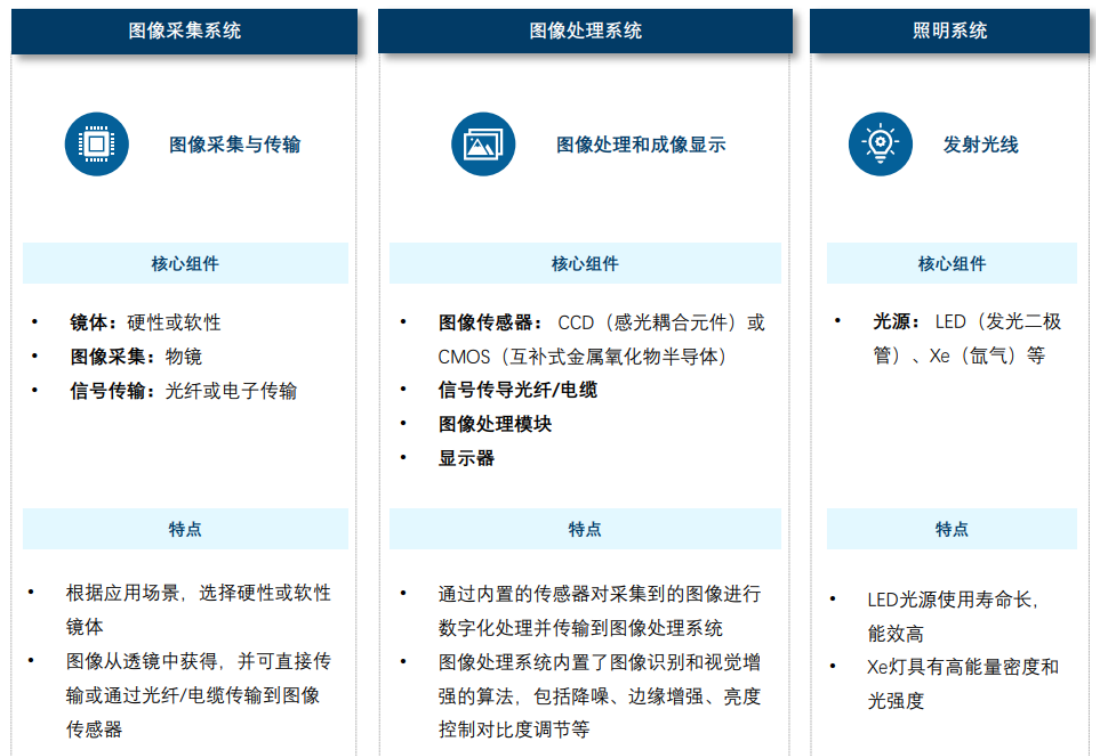 图像采集系统
图像采集与传输
核心组件
• 镜体：硬性或软性
• 图像采集：物镜
• 信号传输：光纤或电子传输
特点
• 根据应用场景，选择硬性或软性
镜体
• 图像从透镜中获得，并可直接传
输或通过光纤/电缆传输到图像
传感器
图像处理系统
图像处理和成像显示
核心组件
• 图像传感器： CCD（感光耦合元件）或
CMOS（互补式金属氧化物半导体）
• 信号传导光纤/电缆
• 图像处理模块
• 显示器
特点
• 通过内置的传感器对采集到的图像进行
数字化处理并传输到图像处理系统
• 图像处理系统内置了图像识别和视觉增
强的算法，包括降噪、边缘增强、亮度
控制对比度调节等
照明系统
发射光线
核心组件
• 光源： LED（发光二极
管）、Xe（氙气）等
特点
• LED光源使用寿命长，
能效高
• Xe灯具有高能量密度和
光强度